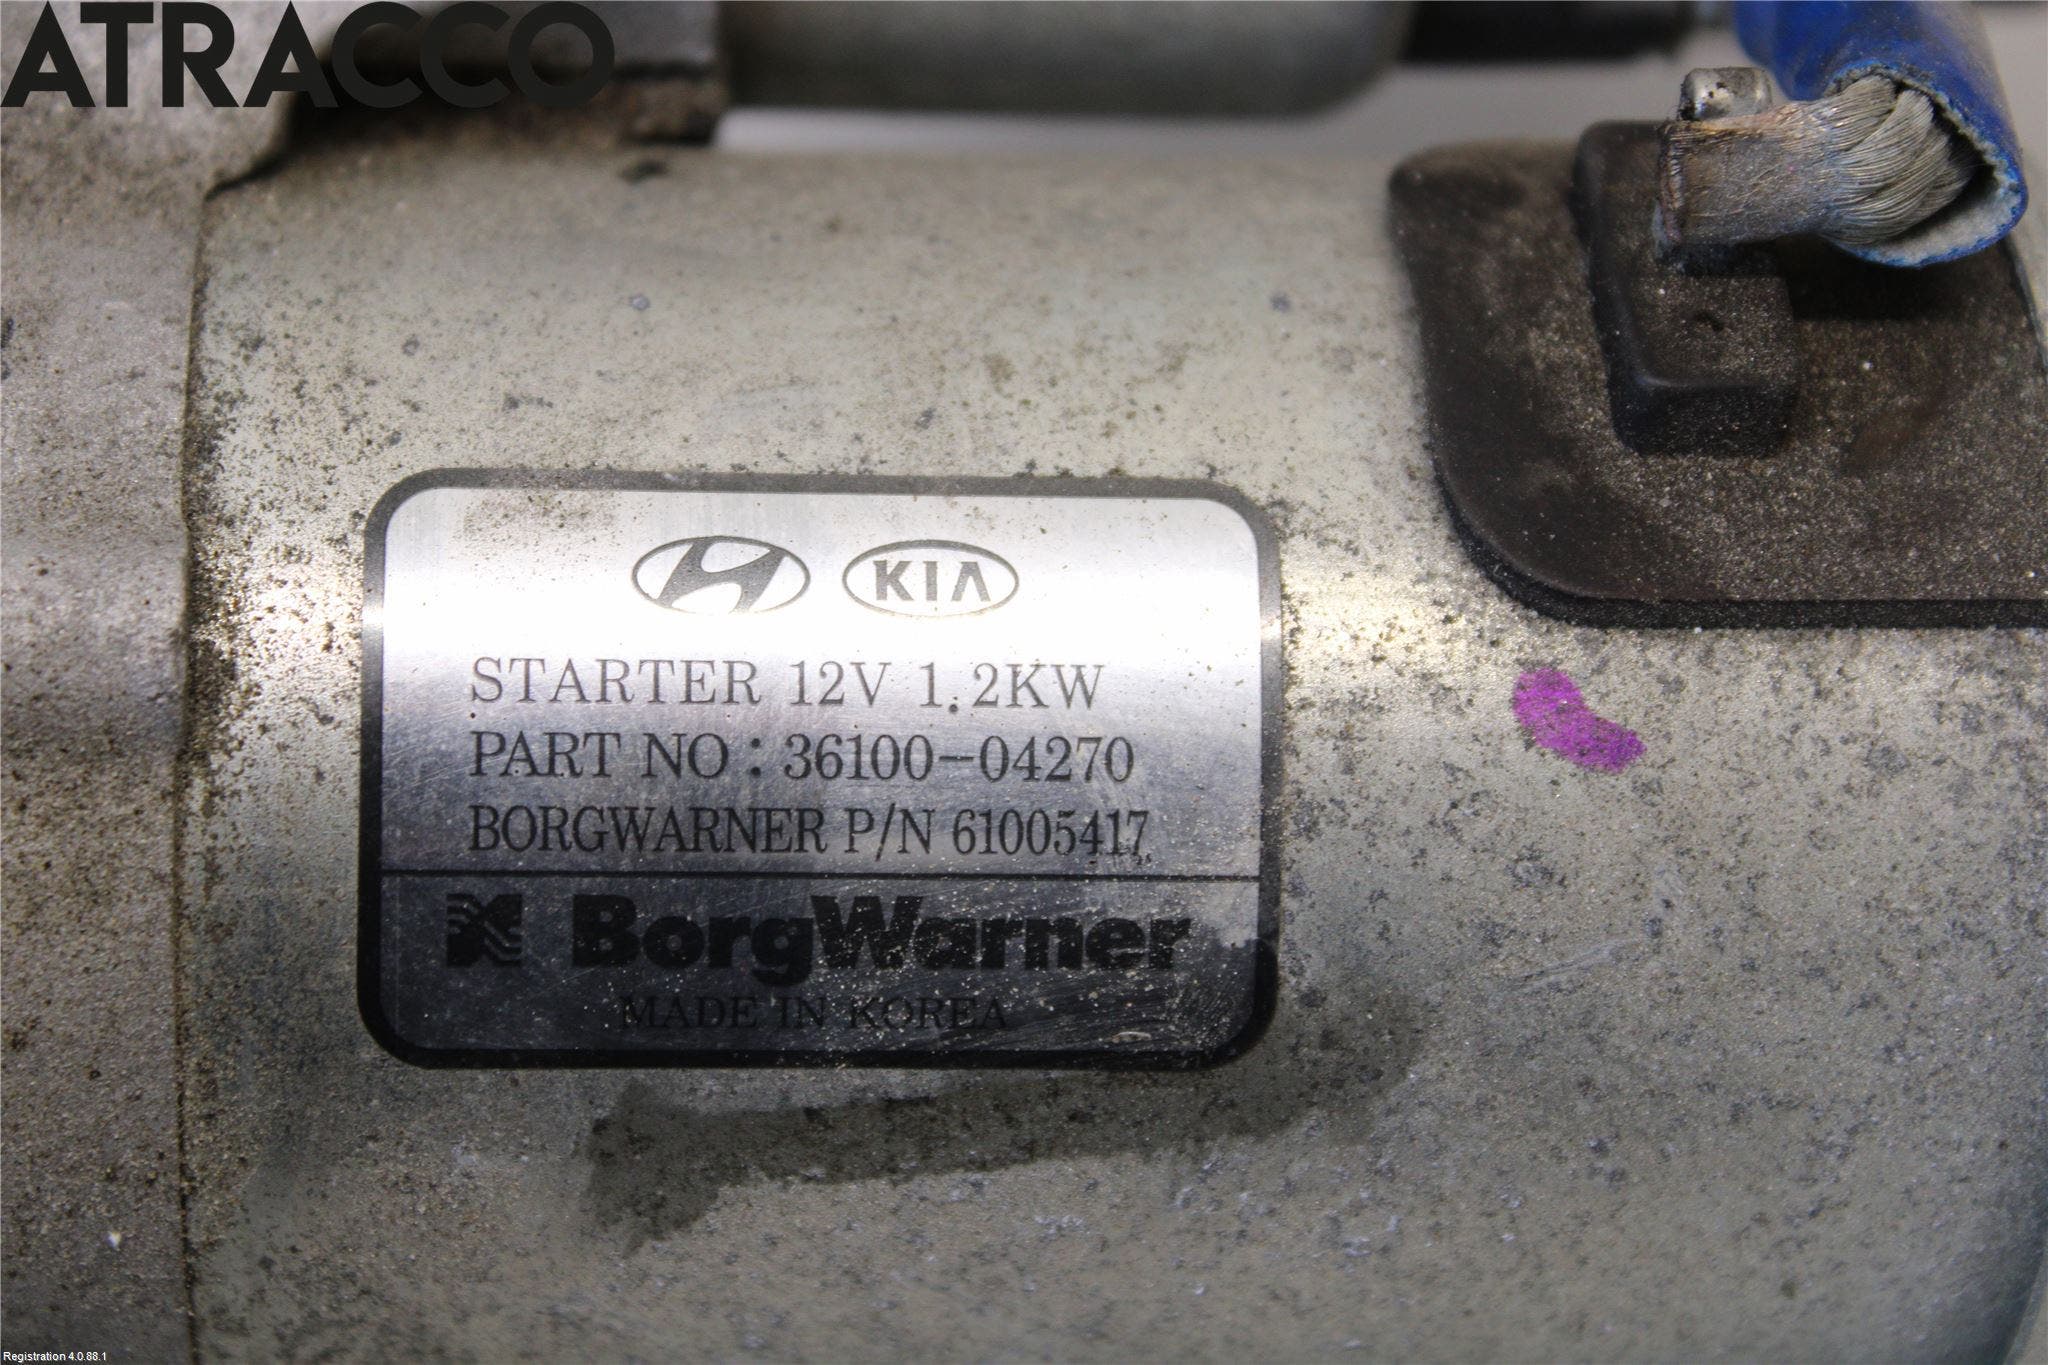 ATRACCO
KIA
STARTER 12V 1.2KW
PART NO : 36100-04270
BORGWARNER P/N 61005417
BorgWarner
MADE IN KOREA
Registration 4.0.88.1